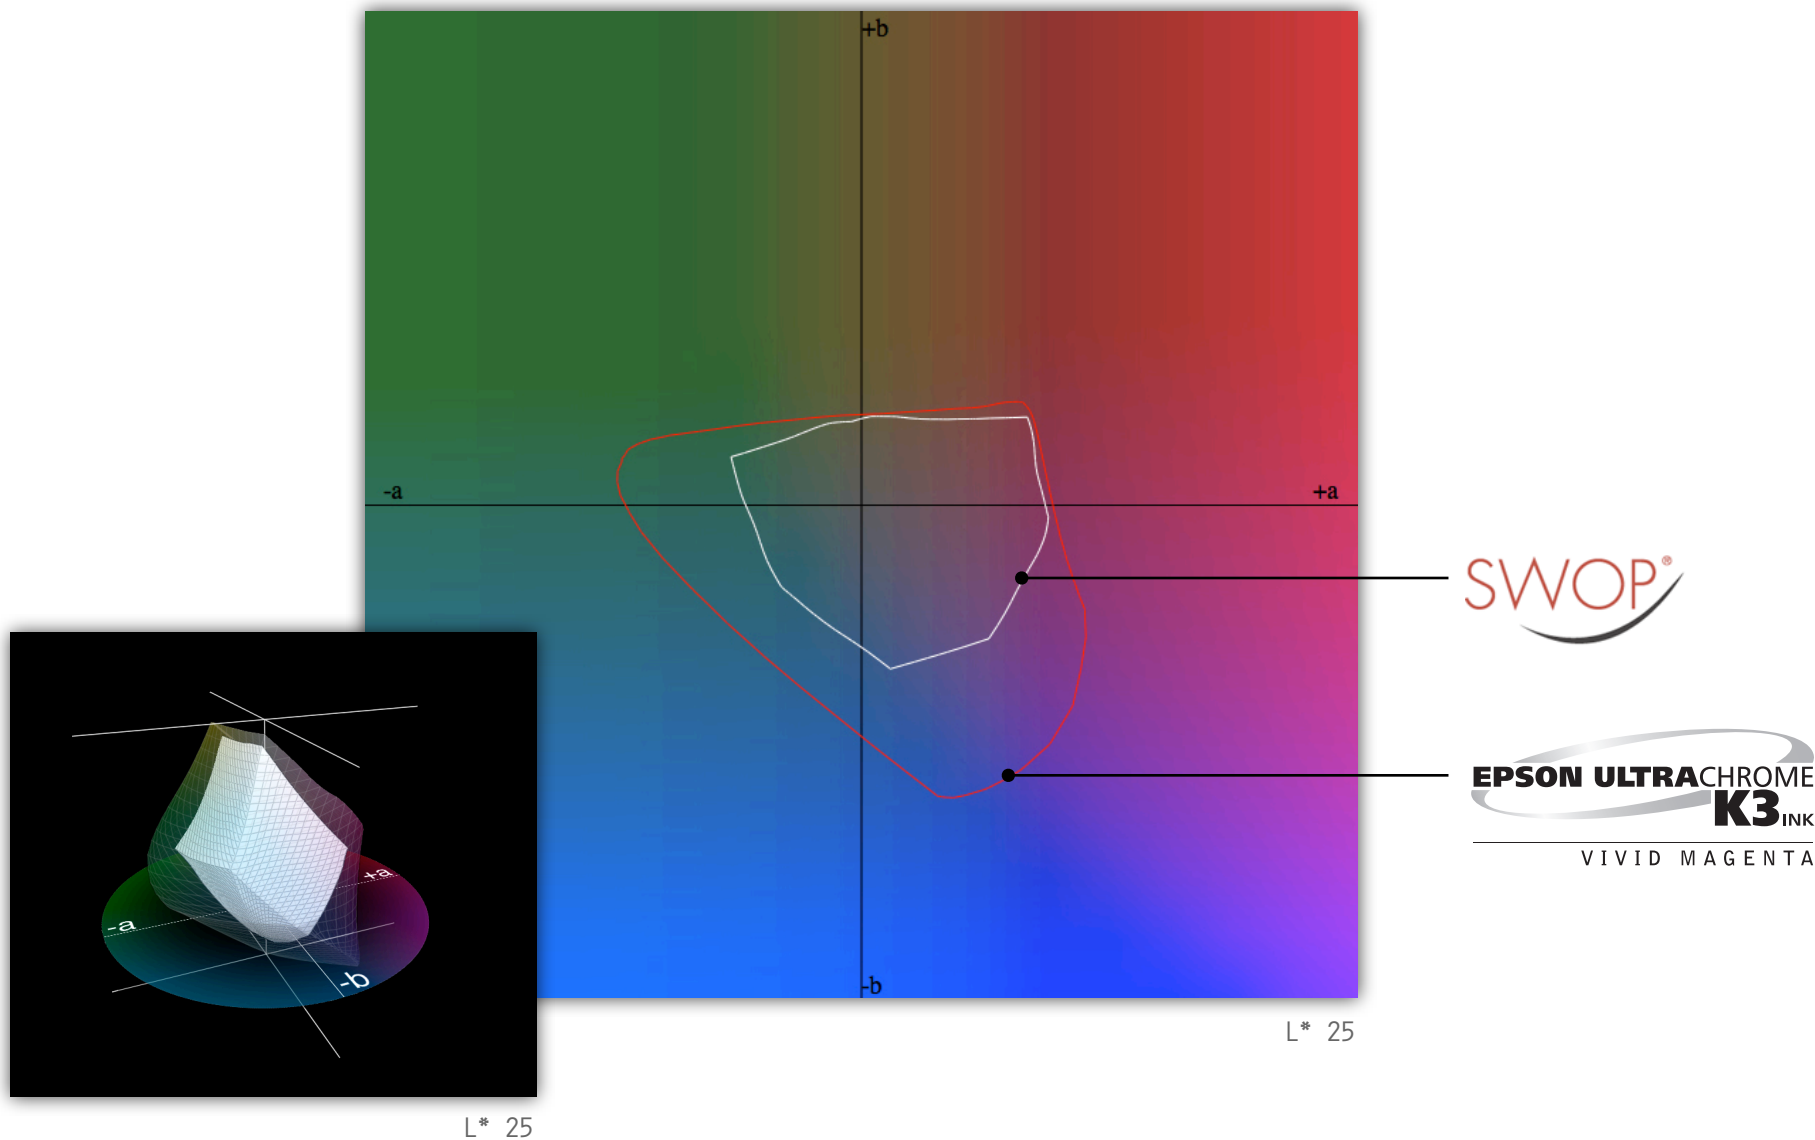 +b
-a
+a
SWOP®
EPSON ULTRACHROME
K3 INK
VIVID MAGENTA
+a
-a
-b
-b
L* 25
L* 25